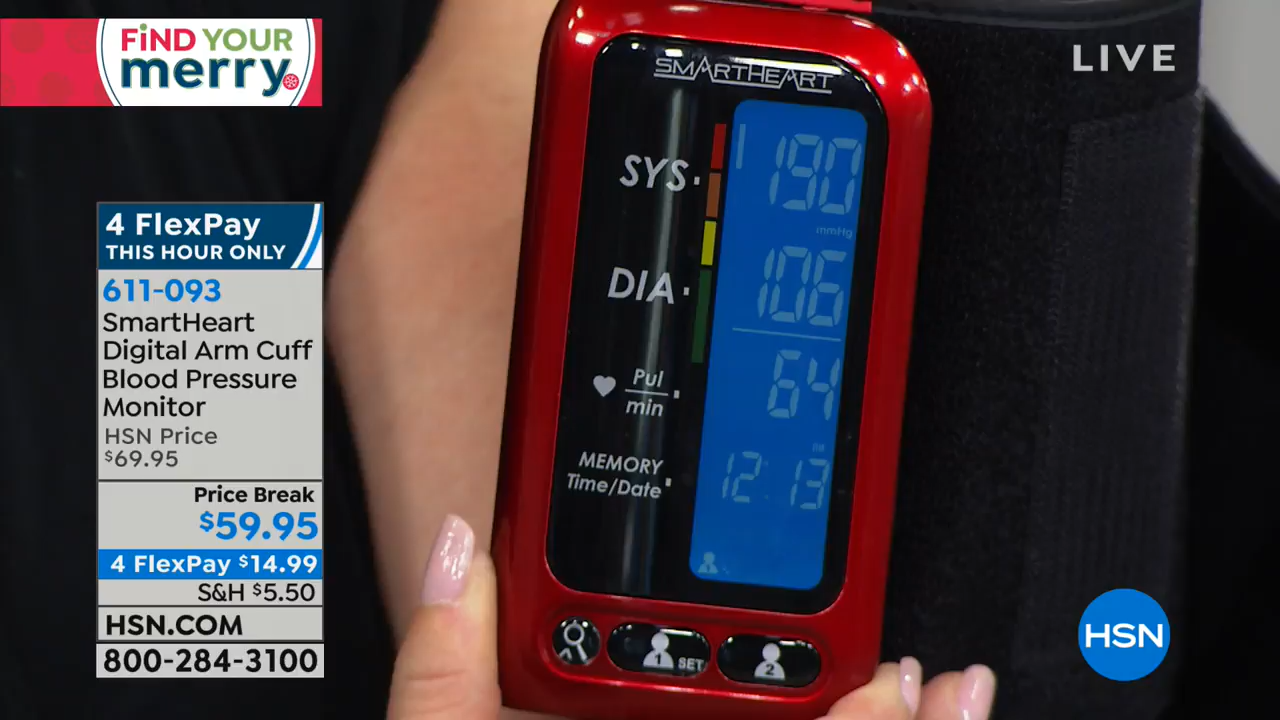 FiND YOUR
merry.
LIVE
4 FlexPay
THIS HOUR ONLY
611-093
SmartHeart
Digital Arm Cuff
Blood Pressure
Monitor
HSN Price
$69.95
Price Break
$59.95
4 FlexPay $14.99
S&H $5.50
HSN.COM
800-284-3100
SMARTHEART
SYS.
190
mmHg
DIA.
106
Pul
min
64
MEMORY
Time/Date
12:13
1 SET
2
HSN